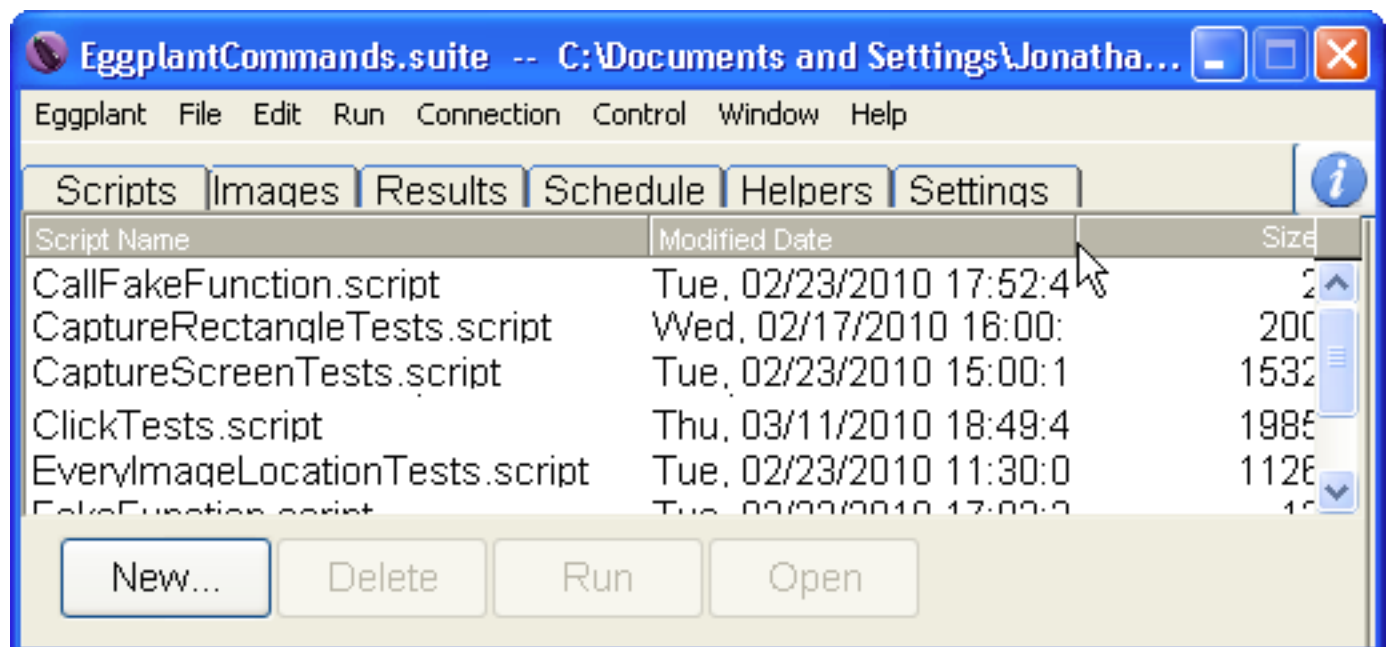 EggplantCommands.suite -- C:\Documents and Settings\Jonatha...
Eggplant File Edit Run Connection Control Window Help
Scripts Images Results Schedule Helpers Settings
Script Name Modified Date Size
CallFakeFunction.script Tue, 02/23/2010 17:52:4 2
CaptureRectangleTests.script Wed, 02/17/2010 16:00: 200
CaptureScreenTests.script Tue, 02/23/2010 15:00:1 1532
ClickTests.script Thu, 03/11/2010 18:49:4 1985
EveryImageLocationTests.script Tue, 02/23/2010 11:30:0 1126
New... Delete Run Open